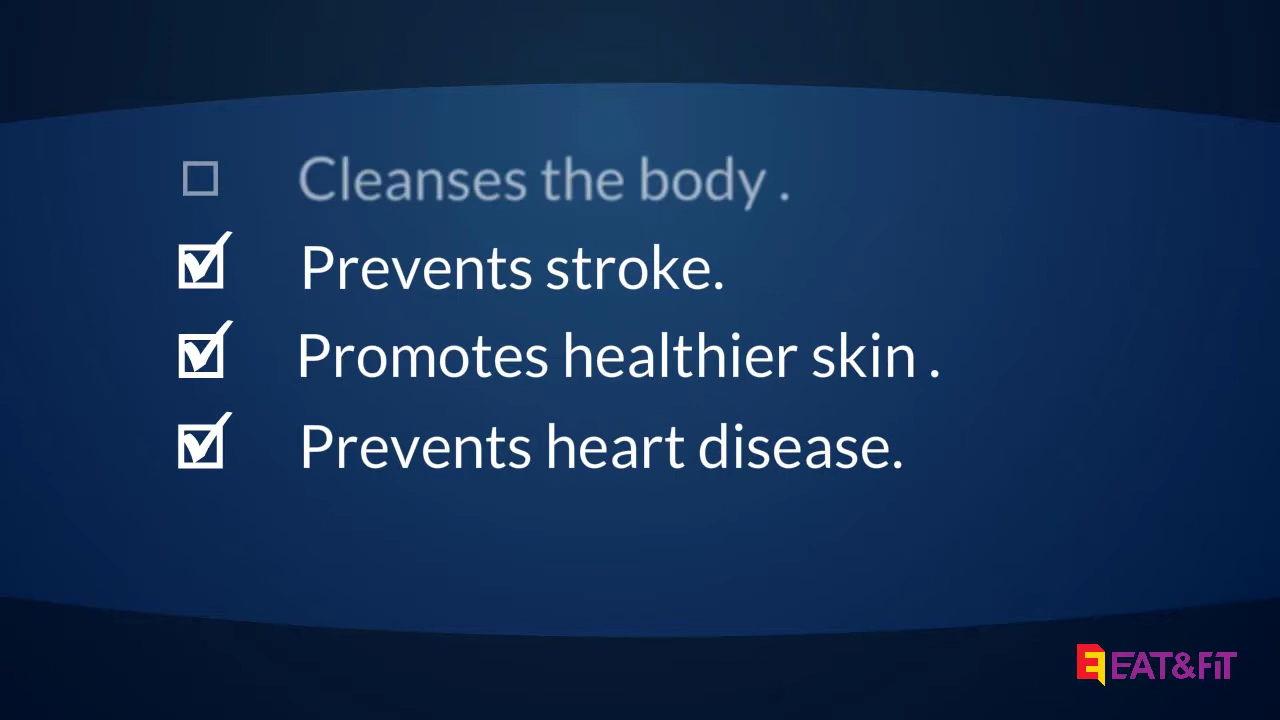 Cleanses the body .
Prevents stroke.
Promotes healthier skin .
Prevents heart disease.
EAT&FIT